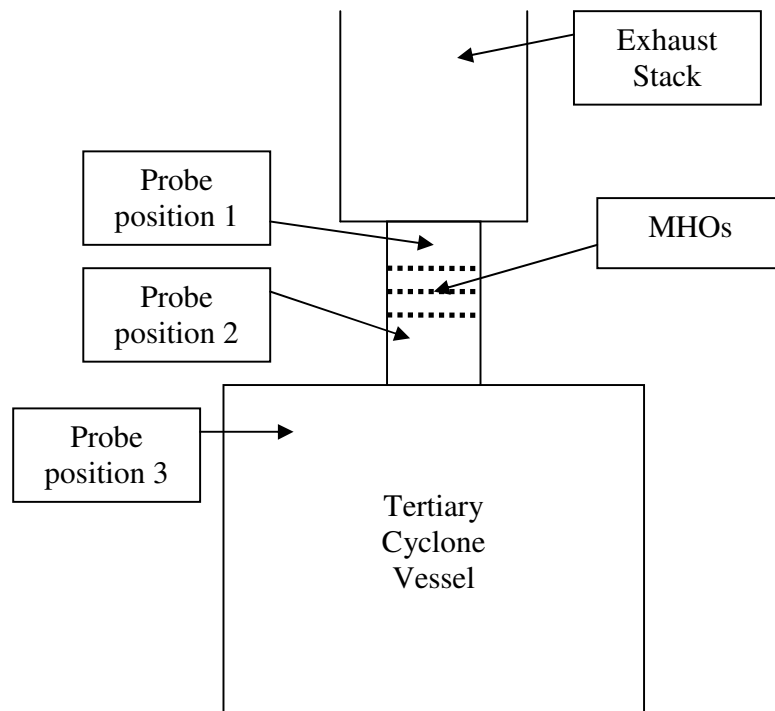 Exhaust
Stack
Probe
position 1
MHOs
Probe
position 2
Probe
position 3
Tertiary
Cyclone
Vessel